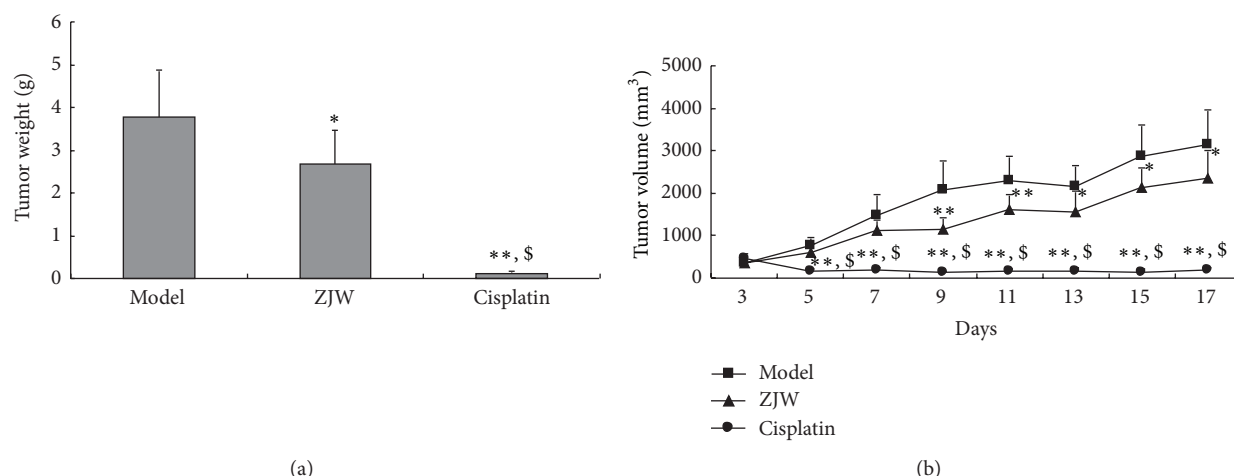 6
5
4
3
2
1
0
Tumor weight (g)
*
**, $
Model
ZJW
Cisplatin
(a)
5000
4000
3000
2000
1000
0
Tumor volume (mm³)
**
**
*
*
*
**, $
**, $
**, $
**, $
**, $
**, $
**, $
3 5 7 9 11 13 15 17
Days
Model
ZJW
Cisplatin
(b)